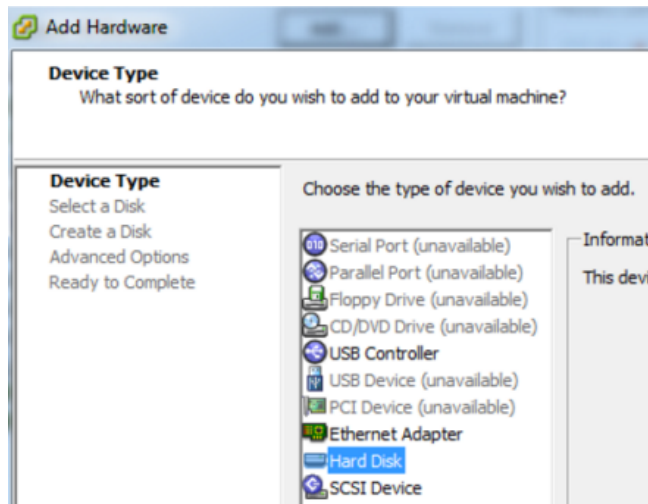 Add Hardware
Device Type
What sort of device do you wish to add to your virtual machine?
Device Type
Select a Disk
Create a Disk
Advanced Options
Ready to Complete
Choose the type of device you wish to add.
Serial Port (unavailable)
Parallel Port (unavailable)
Floppy Drive (unavailable)
CD/DVD Drive (unavailable)
USB Controller
USB Device (unavailable)
PCI Device (unavailable)
Ethernet Adapter
Hard Disk
SCSI Device
Informat
This devi